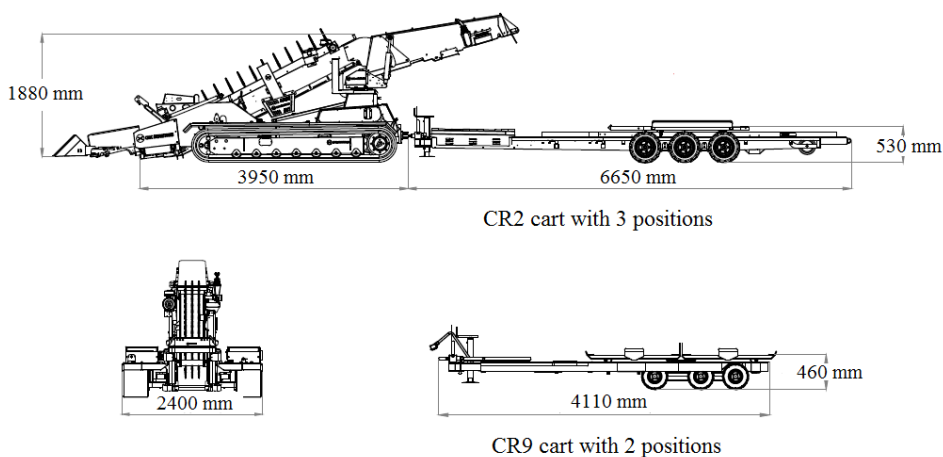 1880 mm
530 mm
3950 mm
6650 mm
CR2 cart with 3 positions
460 mm
2400 mm
4110 mm
CR9 cart with 2 positions